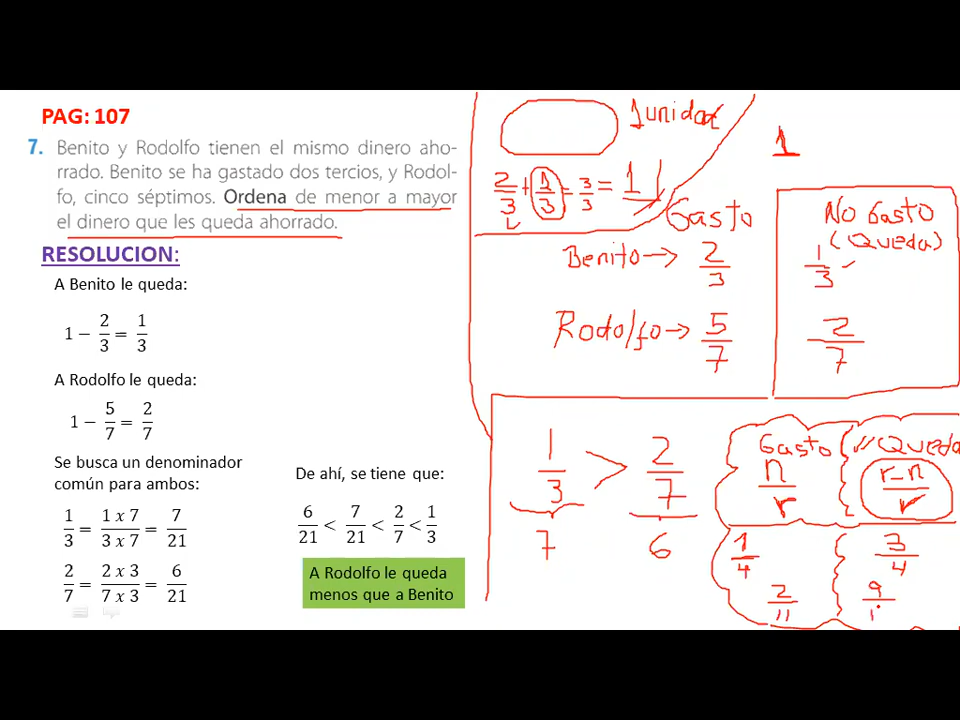 PAG: 107
7. Benito y Rodolfo tienen el mismo dinero aho-
rrado. Benito se ha gastado dos tercios, y Rodol-
fo, cinco séptimos. Ordena de menor a mayor
el dinero que les queda ahorrado.
RESOLUCION:
A Benito le queda:
1 − 2/3 = 1/3
A Rodolfo le queda:
1 − 5/7 = 2/7
Se busca un denominador
común para ambos:
1/3 = 1 x 7/3 x 7 = 7/21
2/7 = 2 x 3/7 x 3 = 6/21
De ahí, se tiene que:
6/21 < 7/21 < 2/7 < 1/3
A Rodolfo le queda
menos que a Benito
1unidad
2/3 + 1/3 = 3/3 = 1
1
Gasto
No Gasto
(Queda)
Benito → 2/3
1/3
Rodolfo → 5/7
2/7
1/3 > 2/7
7 6
Gasto Queda
n/r r-n/r
1/4 3/4
2/11